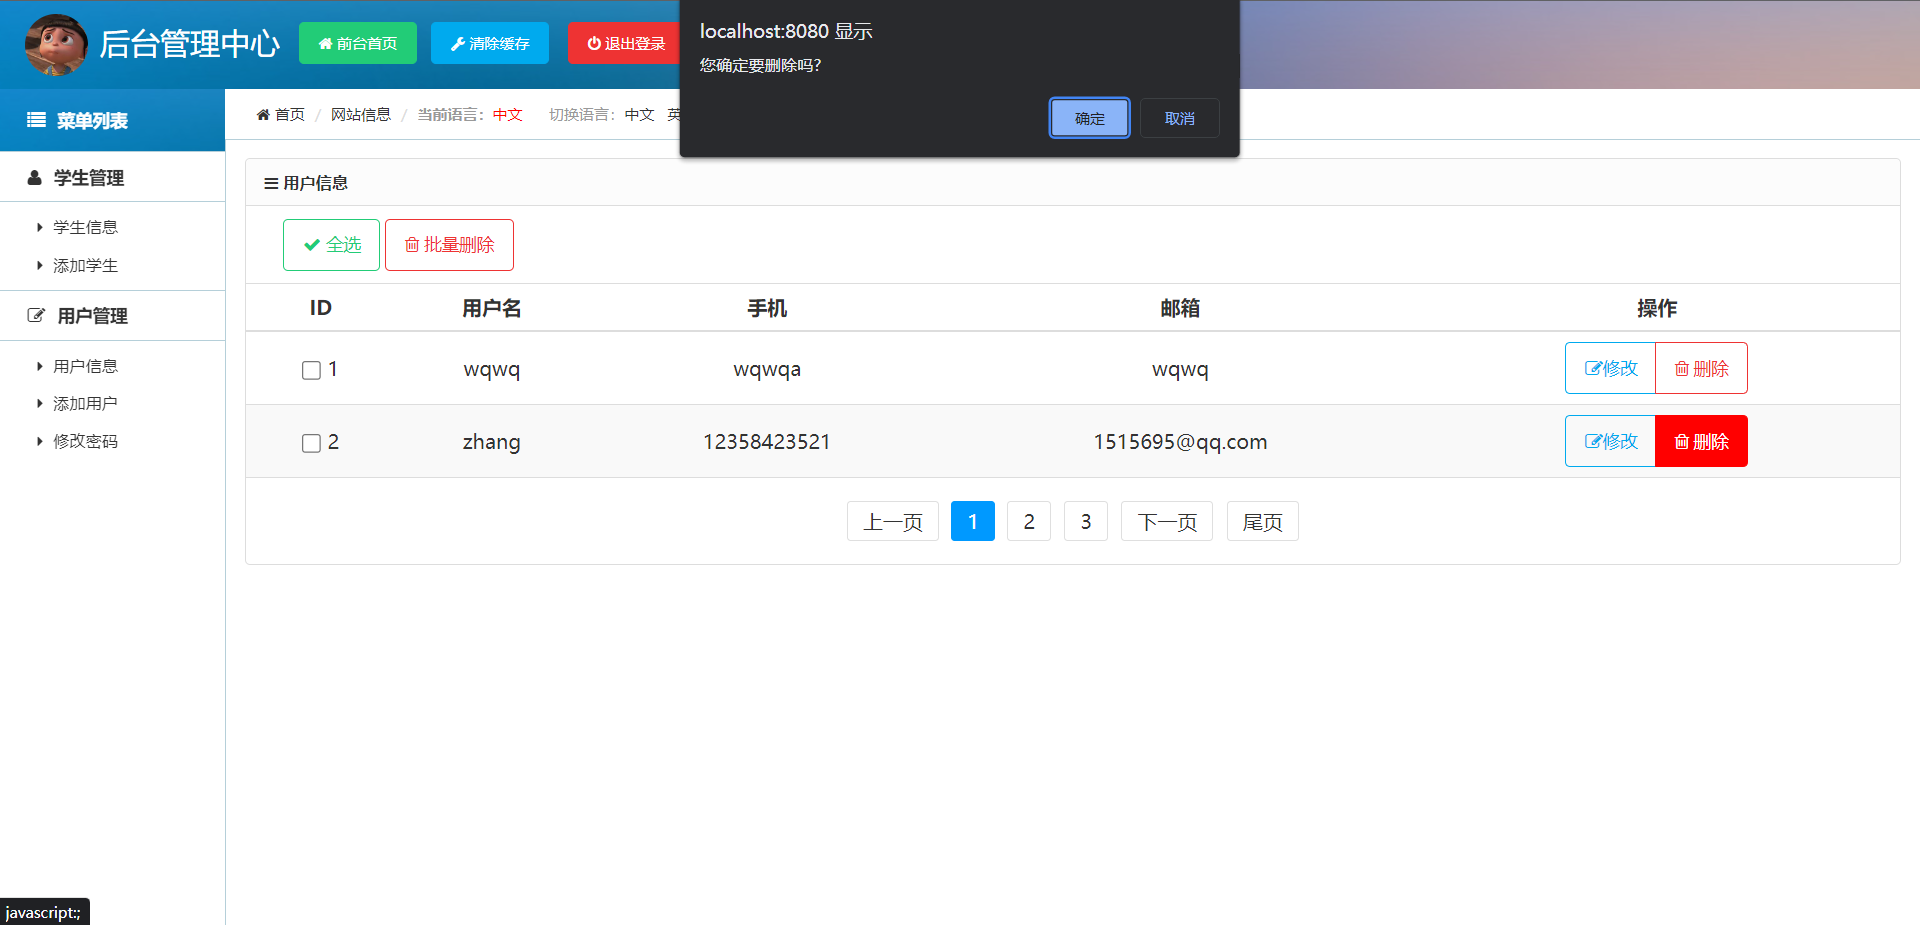 后台管理中心 前台首页 清除缓存 退出登录
localhost:8080 显示
您确定要删除吗?
确定 取消
菜单列表
首页 / 网站信息 / 当前语言：中文 切换语言：中文 英
学生管理
学生信息
添加学生
用户管理
用户信息
添加用户
修改密码
用户信息
全选 批量删除
ID 用户名 手机 邮箱 操作
1 wqwq wqwqa wqwq 修改 删除
2 zhang 12358423521 1515695@qq.com 修改 删除
上一页 1 2 3 下一页 尾页
javascript:;